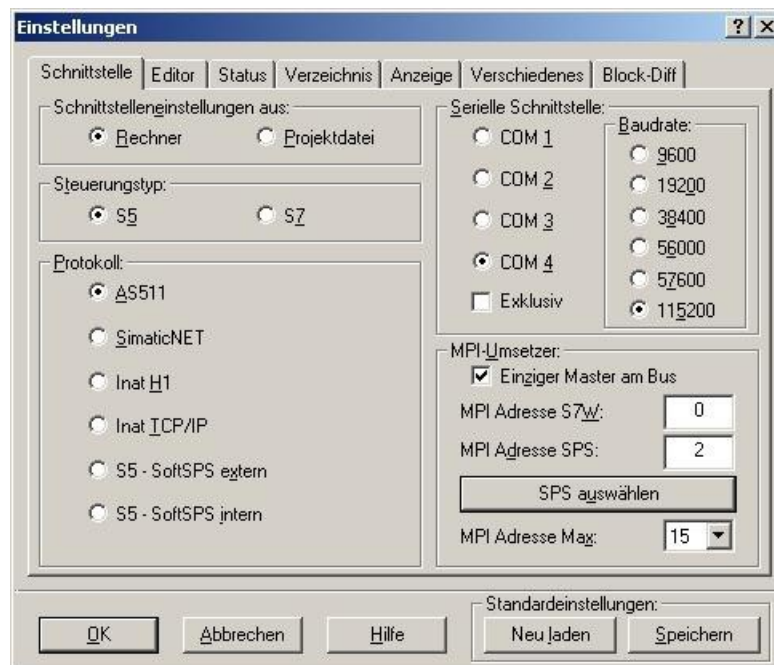 Einstellungen
Schnittstelle Editor Status Verzeichnis Anzeige Verschiedenes Block-Diff
Schnittstelleneinstellungen aus:
Rechner Projektdatei
Steuerungstyp:
S5 S7
Protokoll:
AS511
SimaticNET
Inat H1
Inat TCP/IP
S5 - SoftSPS extern
S5 - SoftSPS intern
Serielle Schnittstelle:
COM 1
COM 2
COM 3
COM 4
Exklusiv
Baudrate:
9600
19200
38400
56000
57600
115200
MPI-Umsetzer:
Einziger Master am Bus
MPI Adresse S7W: 0
MPI Adresse SPS: 2
SPS auswählen
MPI Adresse Max: 15
OK Abbrechen Hilfe
Standardeinstellungen:
Neu laden Speichern